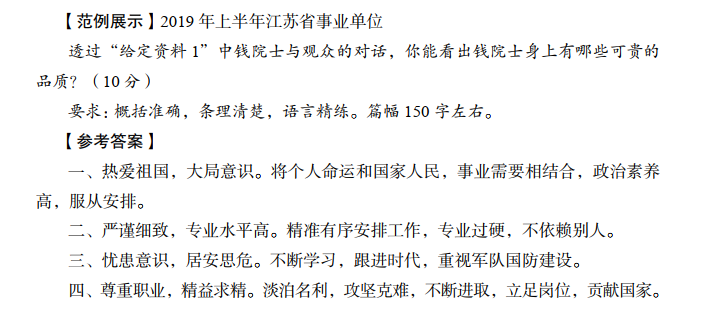 【范例展示】2019 年上半年江苏省事业单位
透过“给定资料 1”中钱院士与观众的对话，你能看出钱院士身上有哪些可贵的
品质？（10 分）
要求：概括准确，条理清楚，语言精练。篇幅 150 字左右。
【参考答案】
一、热爱祖国，大局意识。将个人命运和国家人民，事业需要相结合，政治素养
高，服从安排。
二、严谨细致，专业水平高。精准有序安排工作，专业过硬，不依赖别人。
三、忧患意识，居安思危。不断学习，跟进时代，重视军队国防建设。
四、尊重职业，精益求精。淡泊名利，攻坚克难，不断进取，立足岗位，贡献国家。